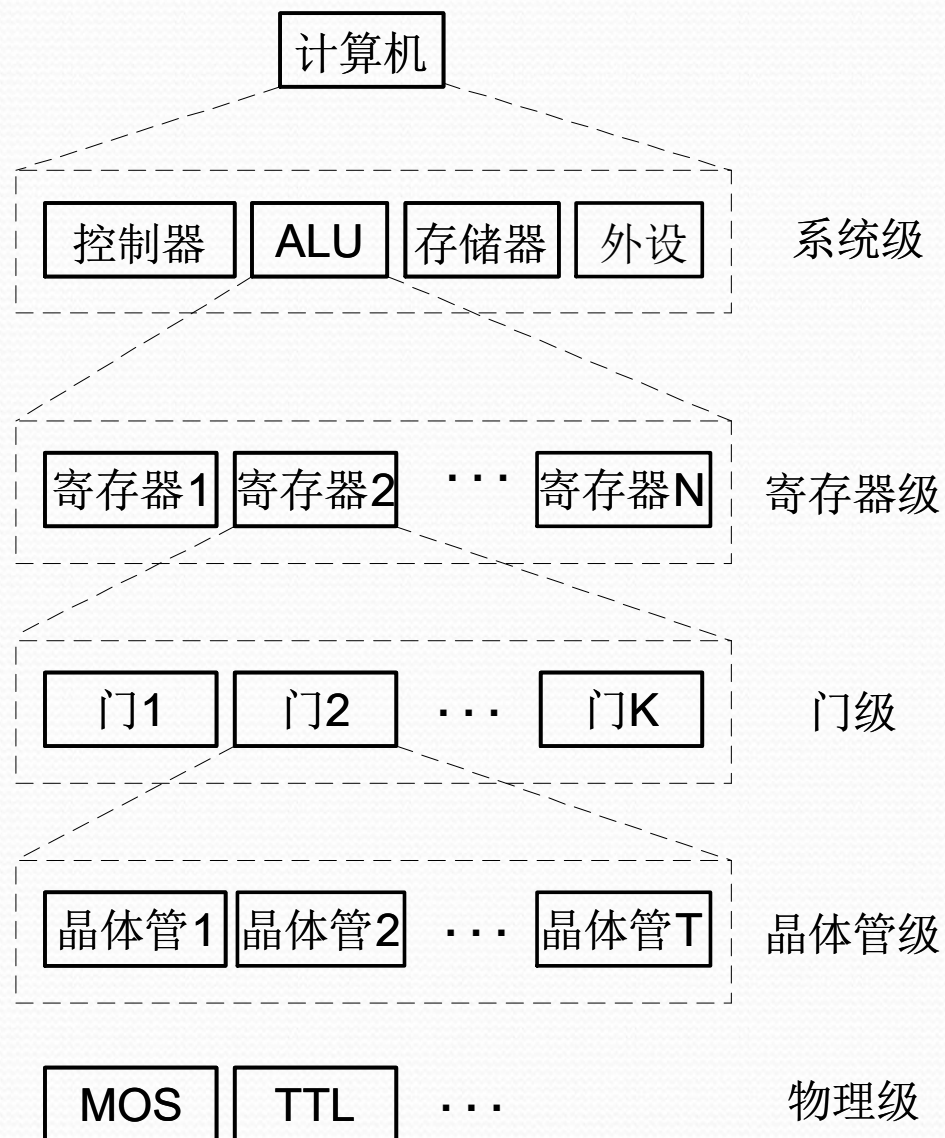 计算机
控制器 ALU 存储器 外设 系统级
寄存器1 寄存器2 ··· 寄存器N 寄存器级
门1 门2 ··· 门K 门级
晶体管1 晶体管2 ··· 晶体管T 晶体管级
MOS TTL ··· 物理级